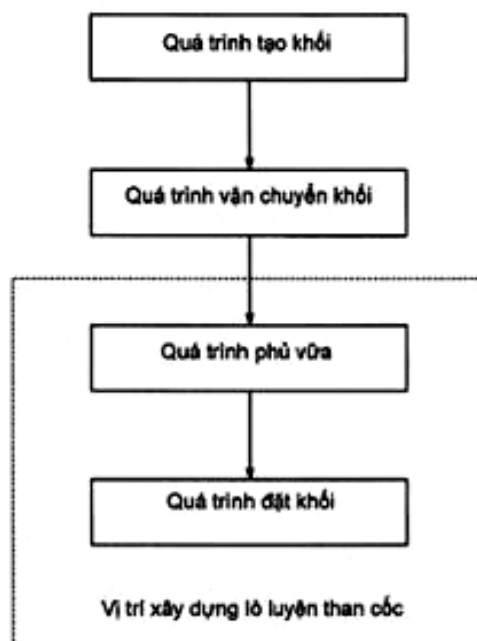 Quá trình tạo khối
Quá trình vận chuyển khối
Quá trình phủ vữa
Quá trình đặt khối
Vị trí xây dựng lò luyện than cốc